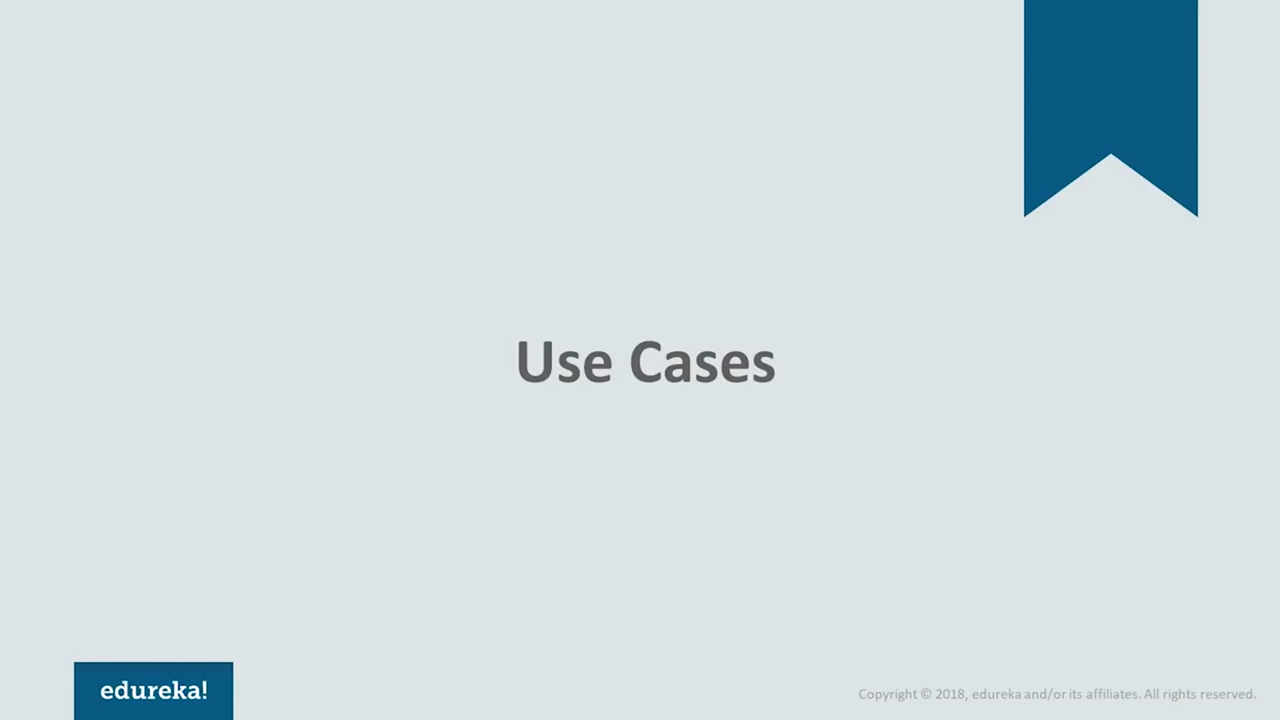 Use Cases
edureka!
Copyright © 2018, edureka and/or its affiliates. All rights reserved.